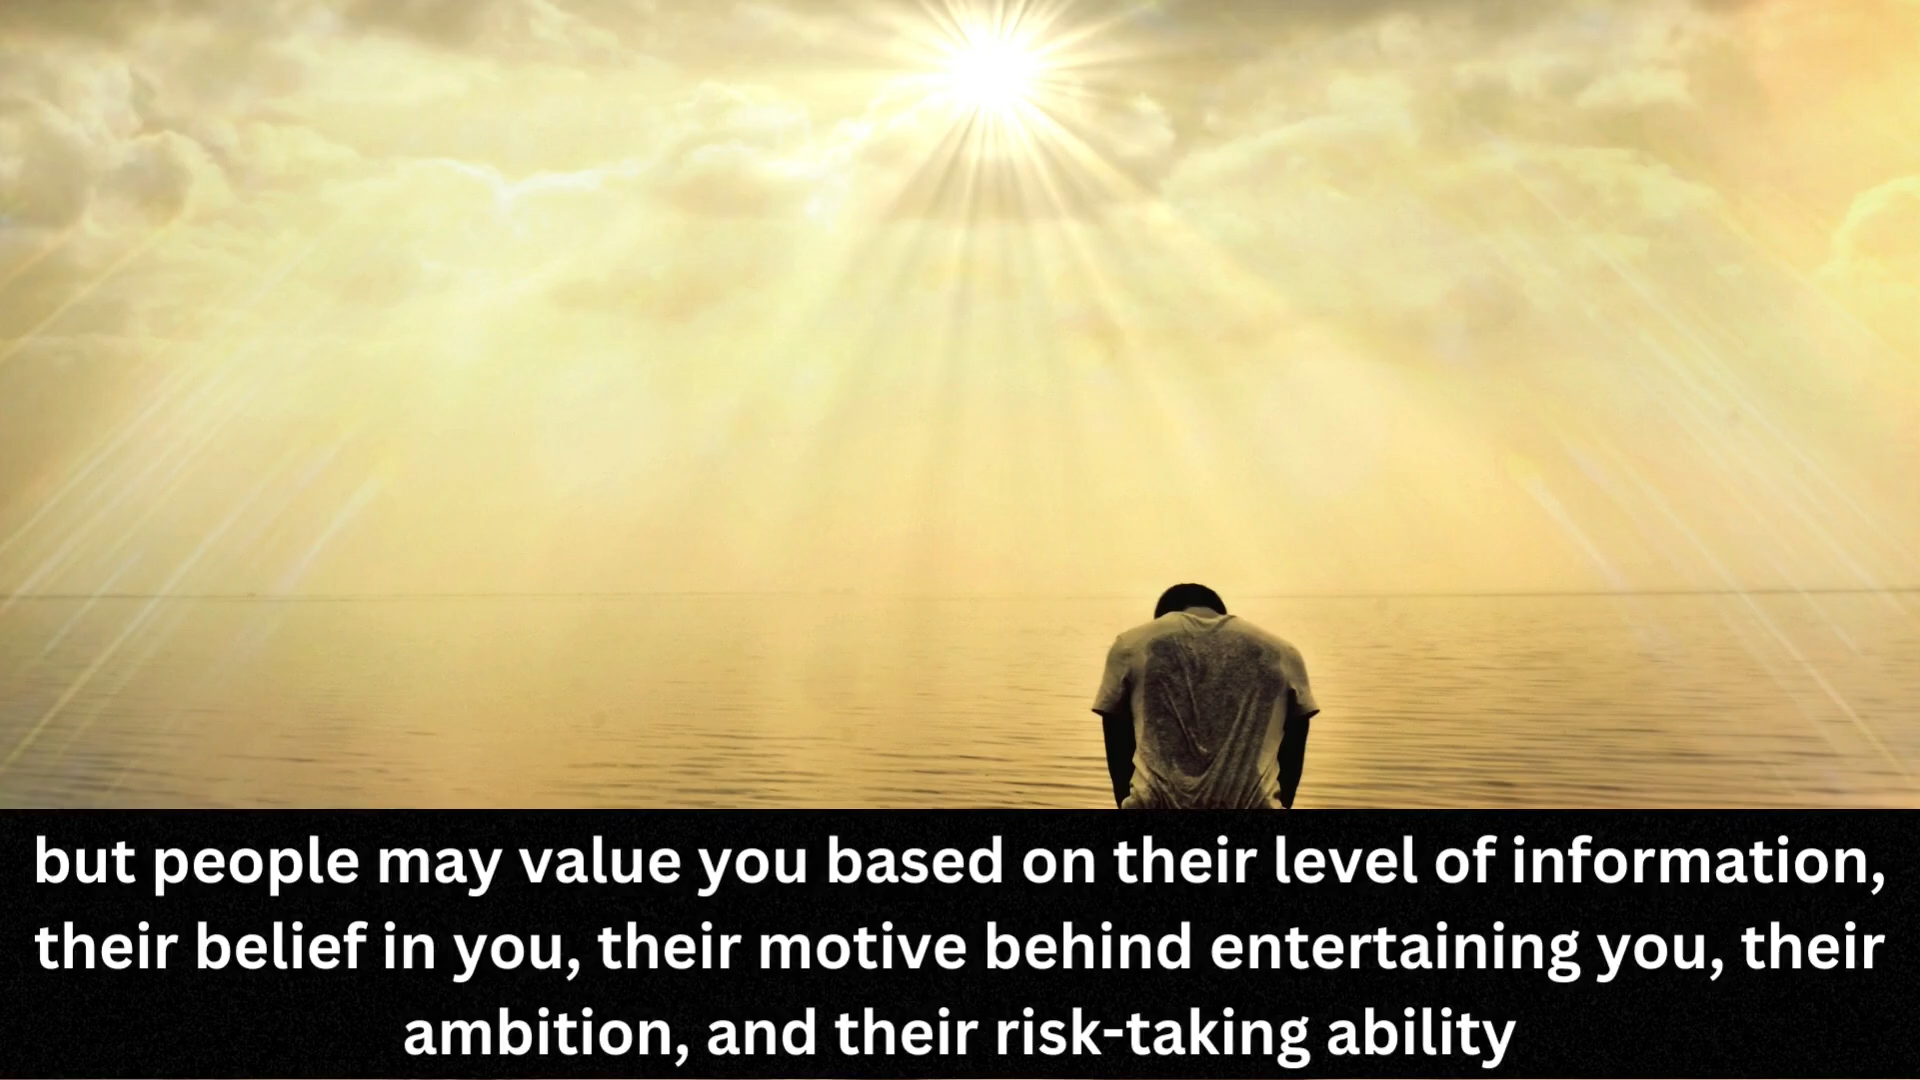 but people may value you based on their level of information,
their belief in you, their motive behind entertaining you, their
ambition, and their risk-taking ability